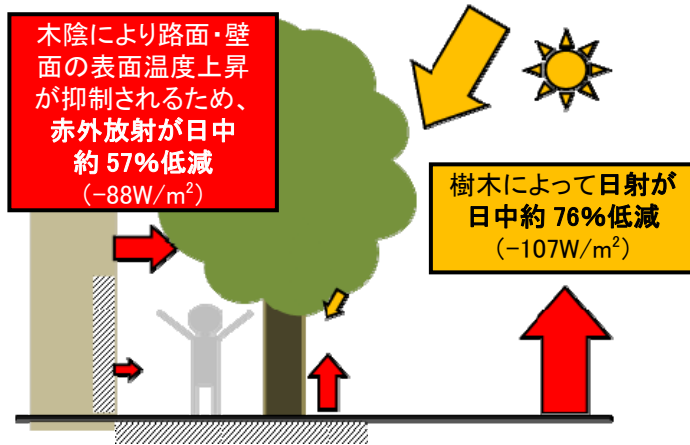 木陰により路面・壁
面の表面温度上昇
が抑制されるため、
赤外放射が日中
約 57%低減
(-88W/m²)
樹木によって日射が
日中約 76%低減
(-107W/m²)